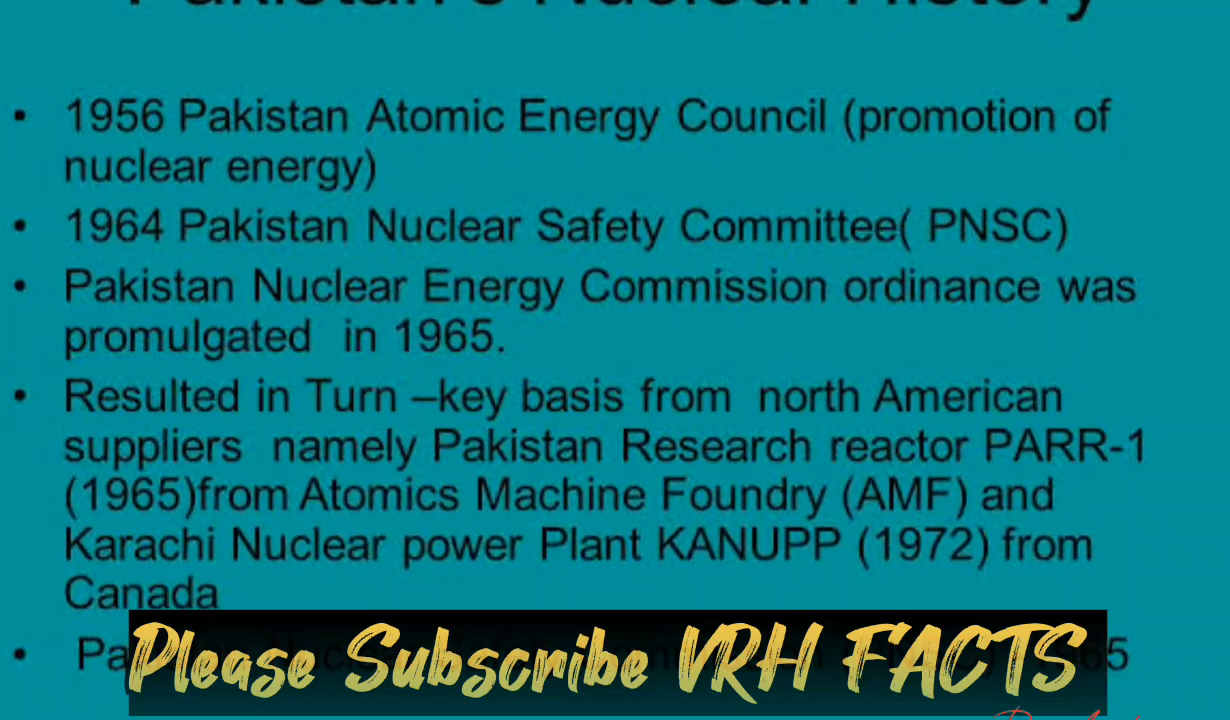 Pakistan's Nuclear History
• 1956 Pakistan Atomic Energy Council (promotion of
nuclear energy)
• 1964 Pakistan Nuclear Safety Committee( PNSC)
• Pakistan Nuclear Energy Commission ordinance was
promulgated in 1965.
• Resulted in Turn –key basis from north American
suppliers namely Pakistan Research reactor PARR-1
(1965)from Atomics Machine Foundry (AMF) and
Karachi Nuclear power Plant KANUPP (1972) from
Canada
Please Subscribe VRH FACTS